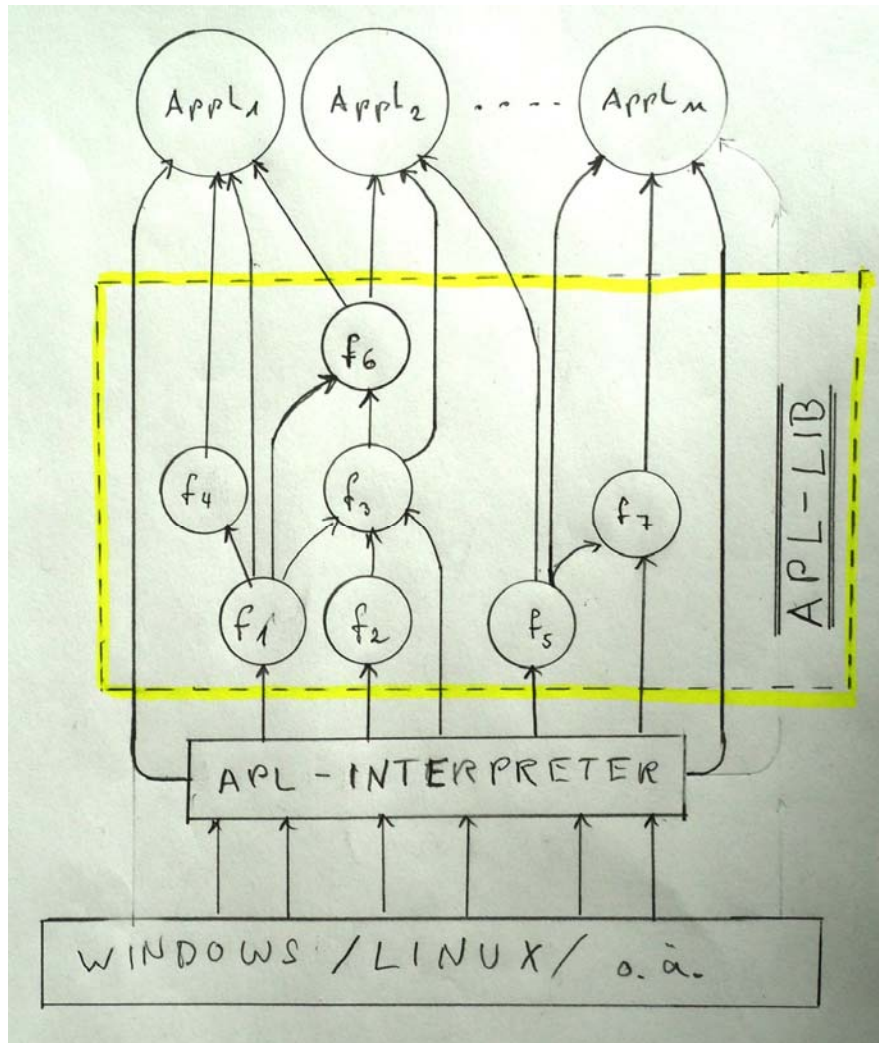 Appl₁ Appl₂ ..... Appl n
f6
f4 f3 f7
f1 f2 f5
APL-LIB
APL-INTERPRETER
WINDOWS /LINUX/ o.ä.